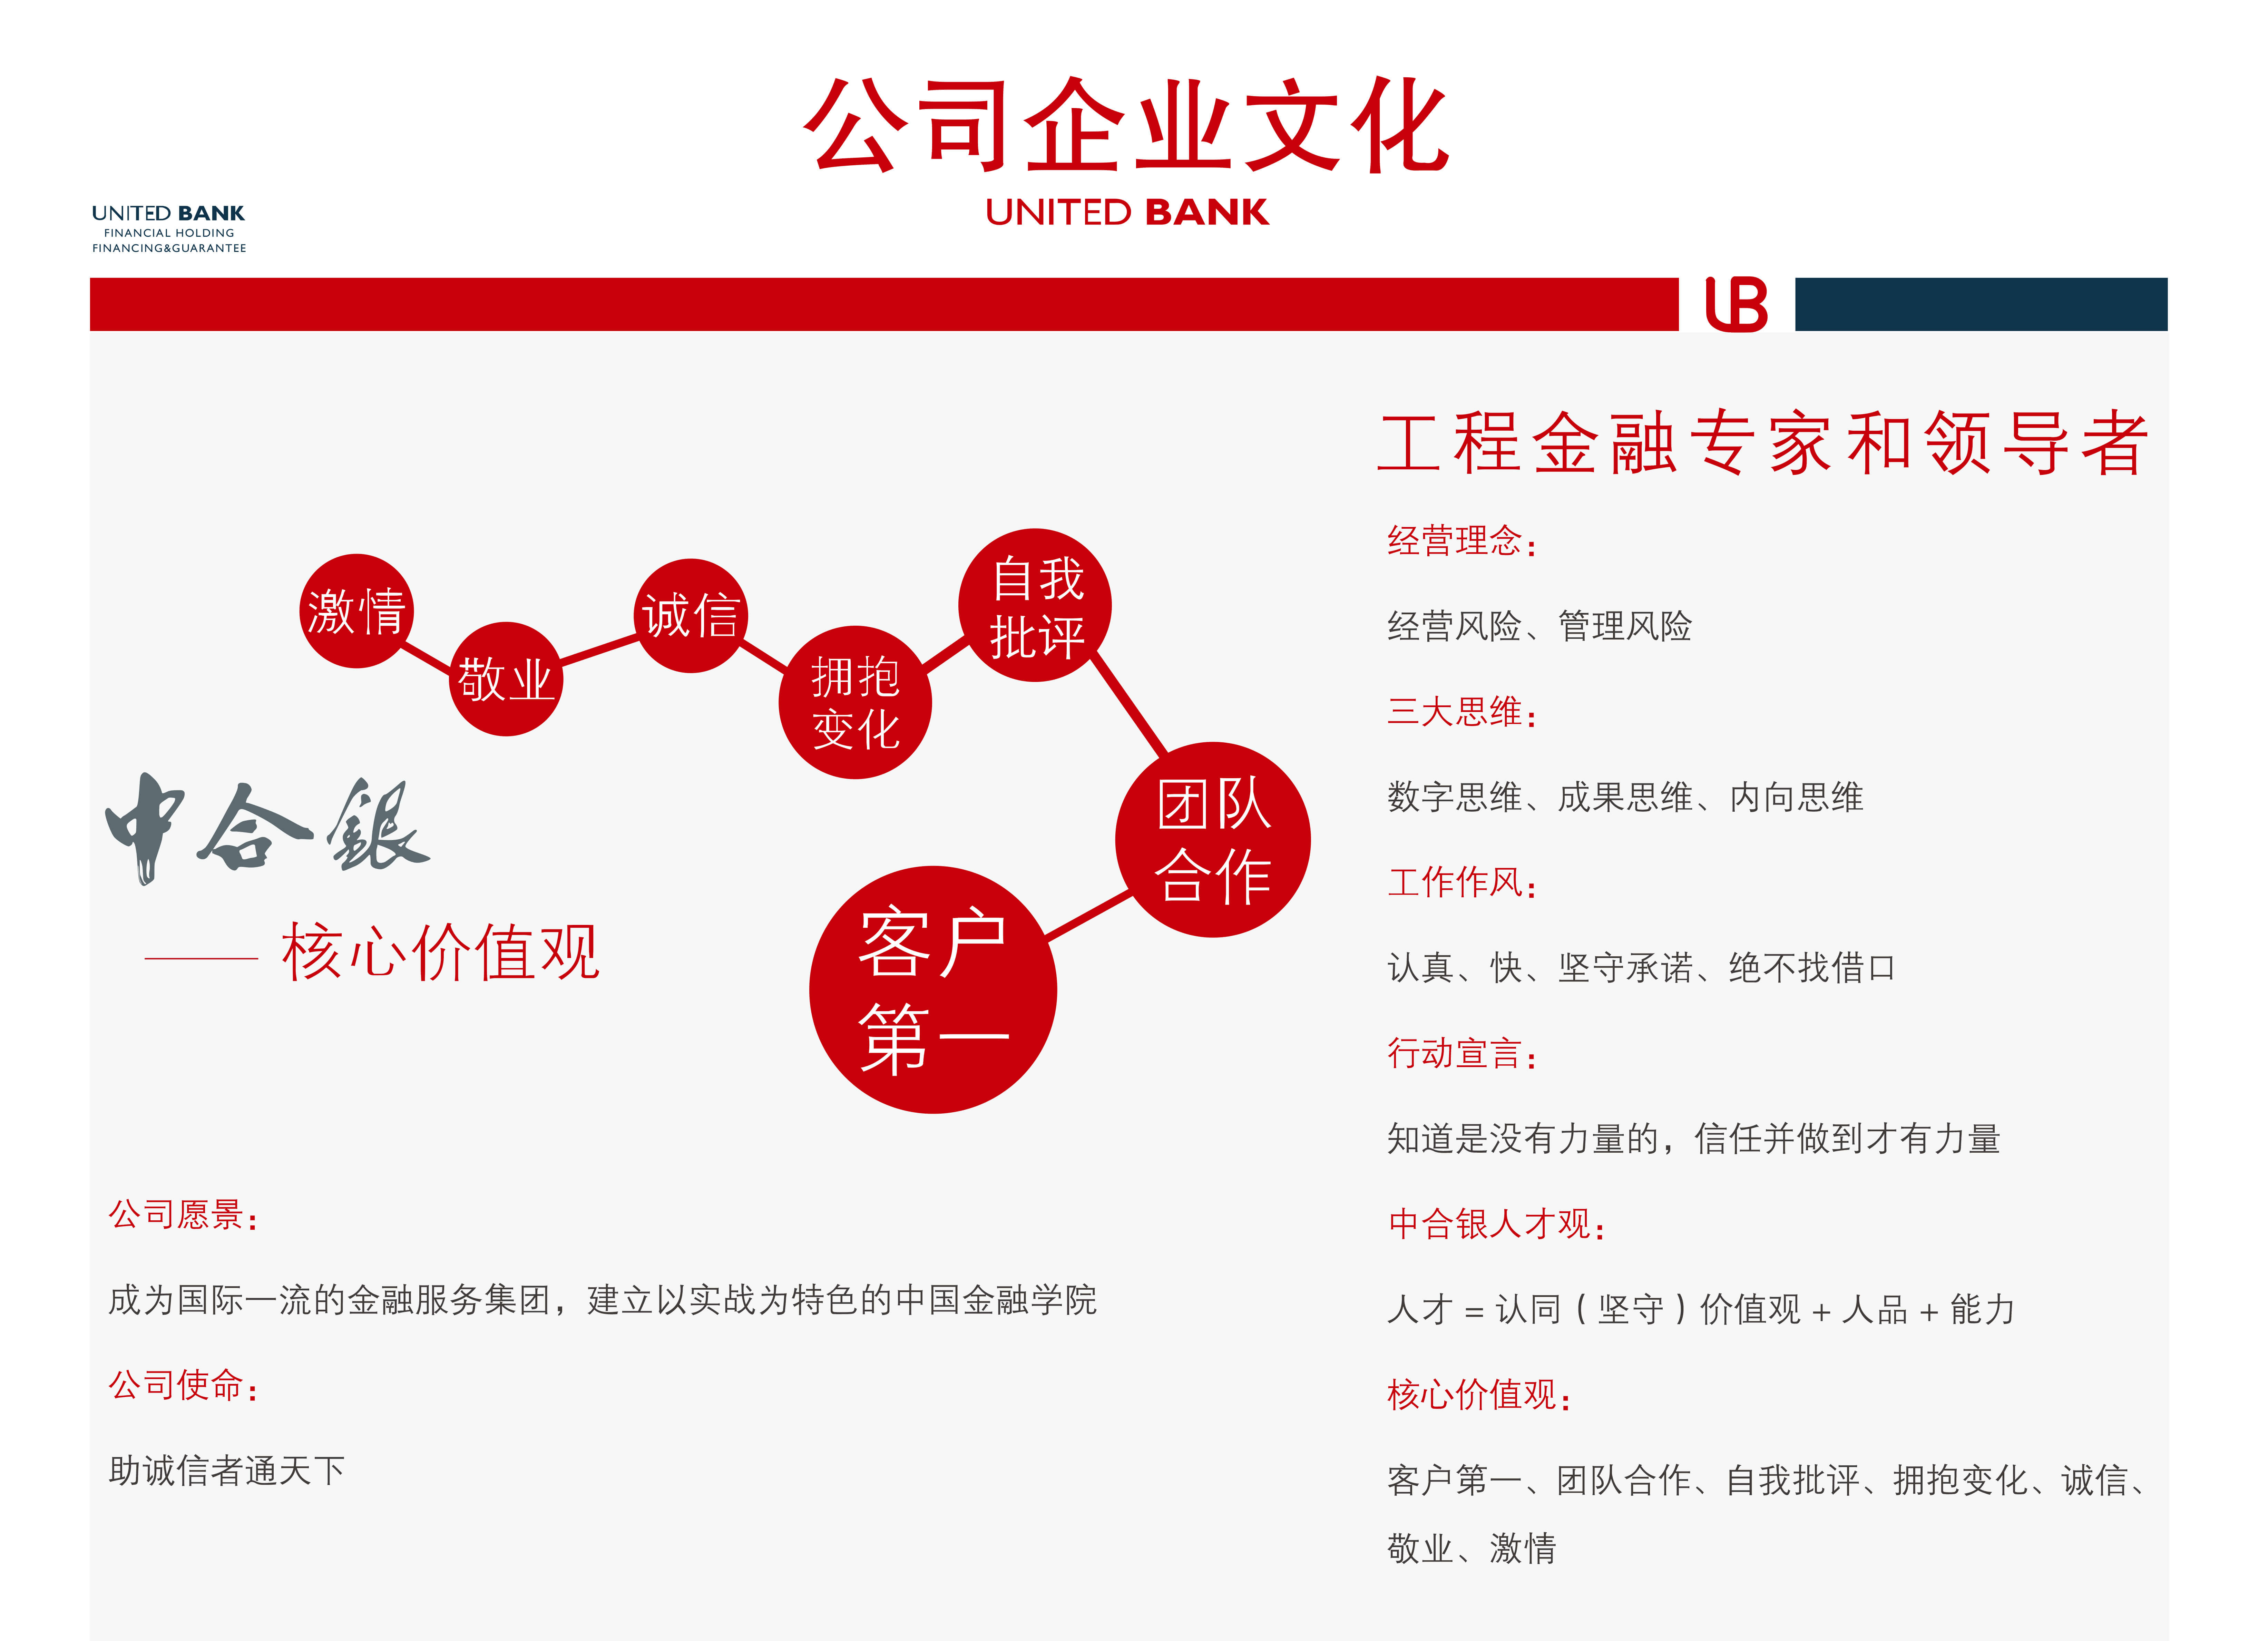 公司企业文化
UNITED BANK
UNITED BANK
FINANCIAL HOLDING
FINANCING&GUARANTEE
UB
激情
敬业
诚信
拥抱
变化
自我
批评
团队
合作
客户
第一
中合銀
核心价值观
公司愿景：
成为国际一流的金融服务集团，建立以实战为特色的中国金融学院
公司使命：
助诚信者通天下
工程金融专家和领导者
经营理念：
经营风险、管理风险
三大思维：
数字思维、成果思维、内向思维
工作作风：
认真、快、坚守承诺、绝不找借口
行动宣言：
知道是没有力量的，信任并做到才有力量
中合银人才观：
人才 = 认同（坚守）价值观 + 人品 + 能力
核心价值观：
客户第一、团队合作、自我批评、拥抱变化、诚信、
敬业、激情